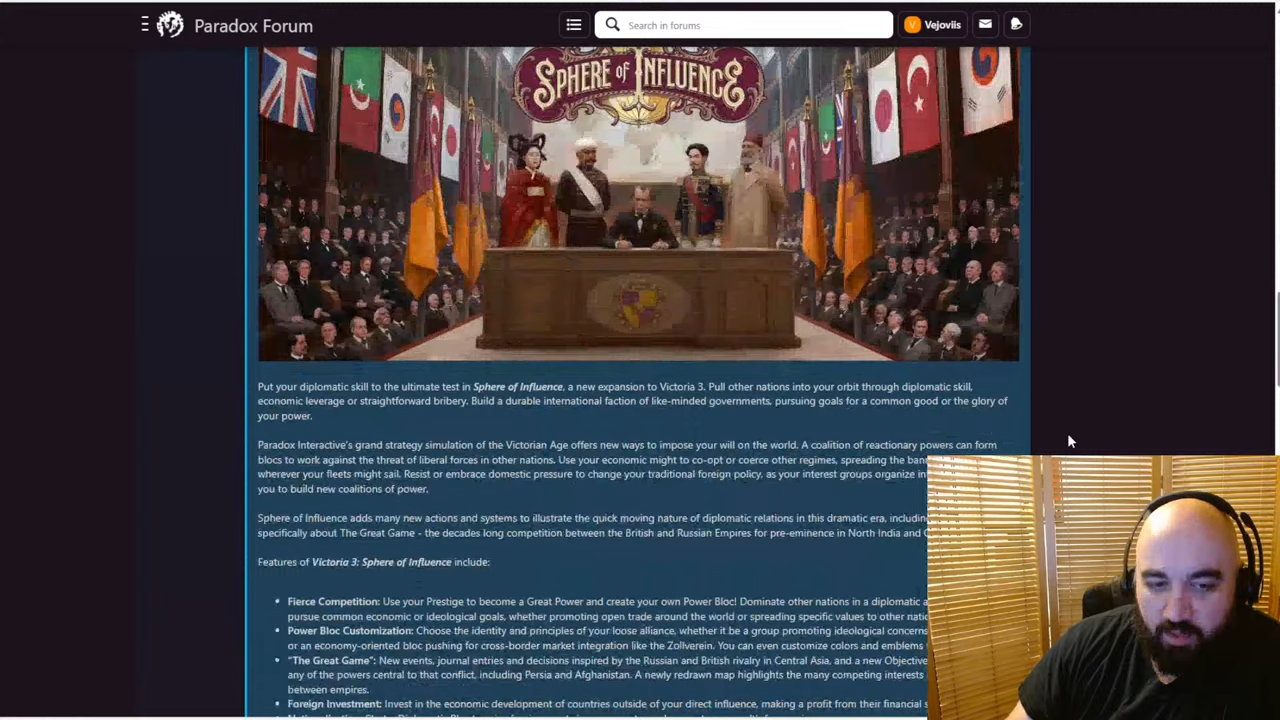 Paradox Forum
Search in forums
V
Vejoviis
SPHERE OF INFLUENCE
Put your diplomatic skill to the ultimate test in Sphere of Influence, a new expansion to Victoria 3. Pull other nations into your orbit through diplomatic skill,
economic leverage or straightforward bribery. Build a durable international faction of like-minded governments, pursuing goals for a common good or the glory of
your power.
Paradox Interactive's grand strategy simulation of the Victorian Age offers new ways to impose your will on the world. A coalition of reactionary powers can form
blocs to work against the threat of liberal forces in other nations. Use your economic might to co-opt or coerce other regimes, spreading the
wherever your fleets might sail. Resist or embrace domestic pressure to change your traditional foreign policy, as your interest groups organize
you to build new coalitions of power.
Sphere of Influence adds many new actions and systems to illustrate the quick moving nature of diplomatic relations in this dramatic era,
specifically about The Great Game - the decades long competition between the British and Russian Empires for pre-eminence in North India and
Features of Victoria 3: Sphere of Influence include:
• Fierce Competition: Use your Prestige to become a Great Power and create your own Power Bloc! Dominate other nations in a diplomatic
pursue common economic or ideological goals, whether promoting open trade around the world or spreading specific values to other
• Power Bloc Customization: Choose the identity and principles of your loose alliance, whether it be a group promoting ideological concerns
or an economy-oriented bloc pushing for cross-border market integration like the Zollverein. You can even customize colors and emblems
• "The Great Game": New events, journal entries and decisions inspired by the Russian and British rivalry in Central Asia, and a new
any of the powers central to that conflict, including Persia and Afghanistan. A newly redrawn map highlights the many competing interests
between empires.
• Foreign Investment: Invest in the economic development of countries outside of your direct influence, making a profit from their financial